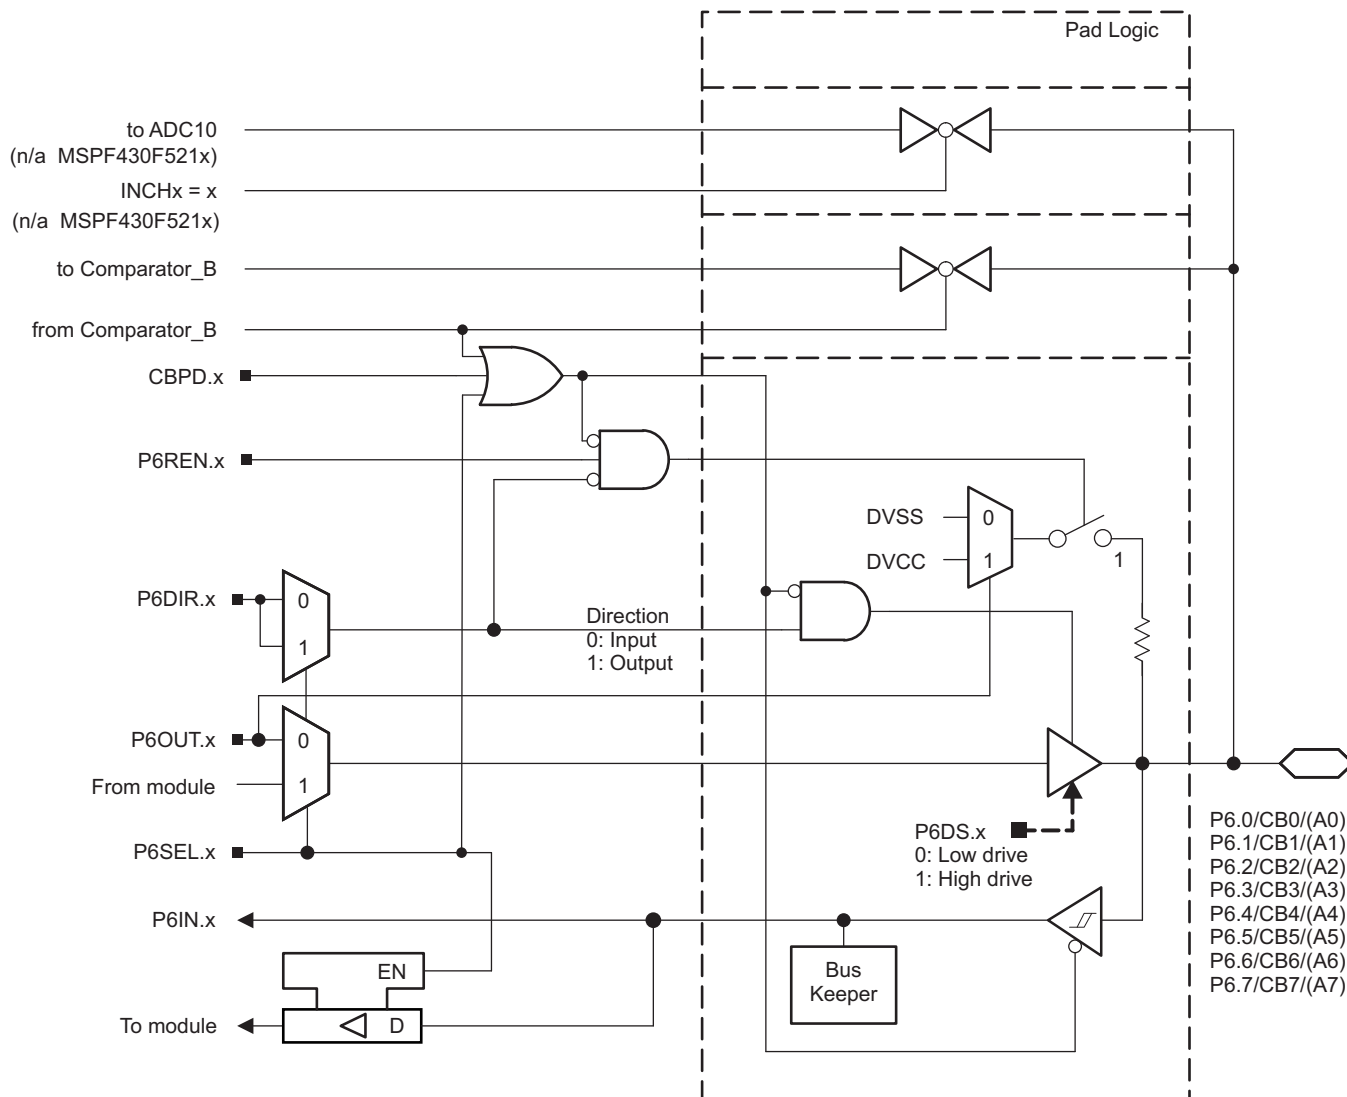 Pad Logic
to ADC10
(n/a MSPF430F521x)
INCHx = x
(n/a MSPF430F521x)
to Comparator_B
from Comparator_B
CBPD.x
P6REN.x
DVSS
0
DVCC
1
1
P6DIR.x
0
1
Direction
0: Input
1: Output
P6OUT.x
0
From module
1
P6DS.x
0: Low drive
1: High drive
P6SEL.x
P6IN.x
EN
Bus
Keeper
To module
D
P6.0/CB0/(A0)
P6.1/CB1/(A1)
P6.2/CB2/(A2)
P6.3/CB3/(A3)
P6.4/CB4/(A4)
P6.5/CB5/(A5)
P6.6/CB6/(A6)
P6.7/CB7/(A7)